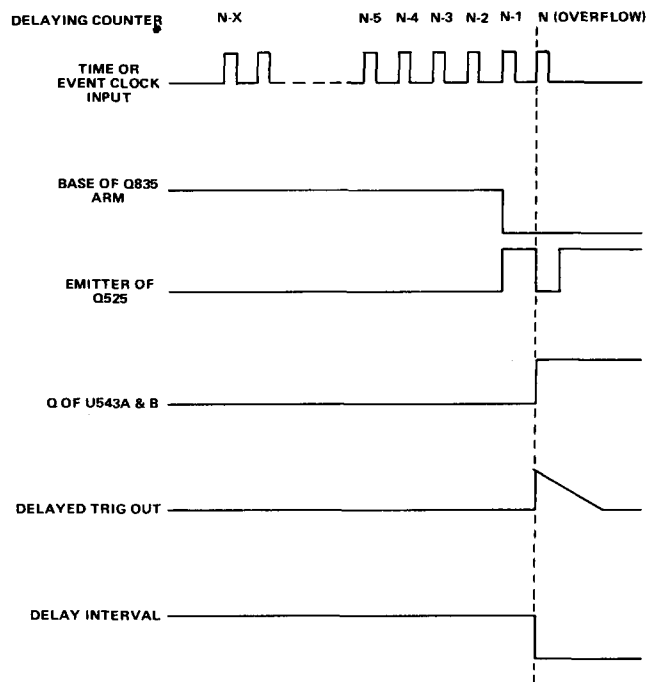 DELAYING COUNTER N-X N-5 N-4 N-3 N-2 N-1 N (OVERFLOW)
TIME OR
EVENT CLOCK
INPUT
BASE OF Q835
ARM
EMITTER OF
Q525
Q OF U543A & B
DELAYED TRIG OUT
DELAY INTERVAL